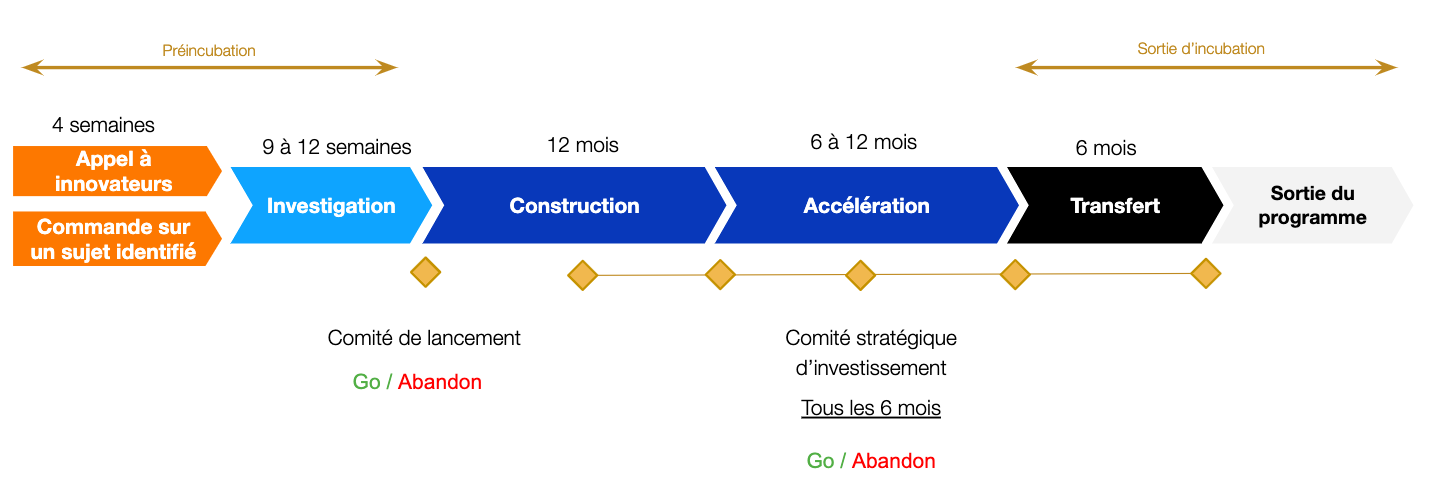 Préincubation
Sortie d'incubation
4 semaines
Appel à
innovateurs
Commande sur
un sujet identifié
9 à 12 semaines
Investigation
12 mois
Construction
6 à 12 mois
Accélération
6 mois
Transfert
Sortie du
programme
Comité de lancement
Go / Abandon
Comité stratégique
d’investissement
Tous les 6 mois
Go / Abandon